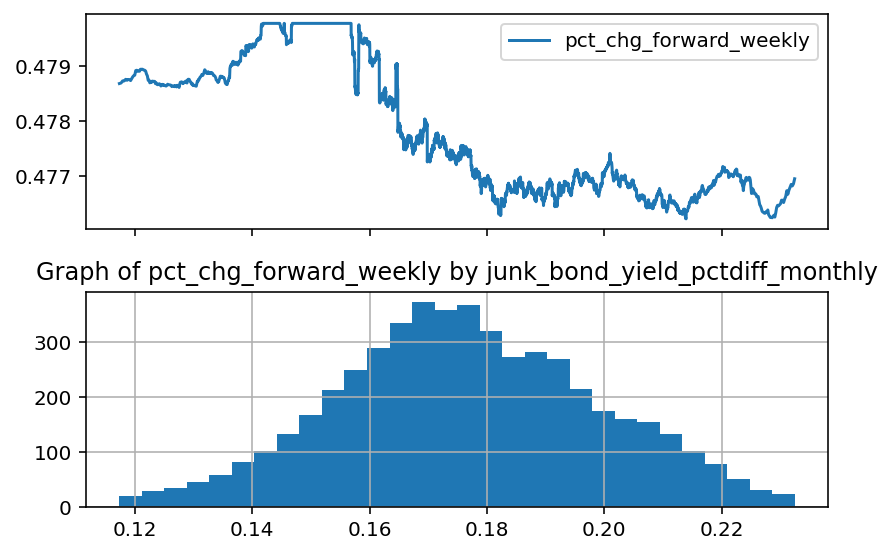 pct_chg_forward_weekly
0.479
0.478
0.477
Graph of pct_chg_forward_weekly by junk_bond_yield_pctdiff_monthly
300
200
100
0
0.12 0.14 0.16 0.18 0.20 0.22